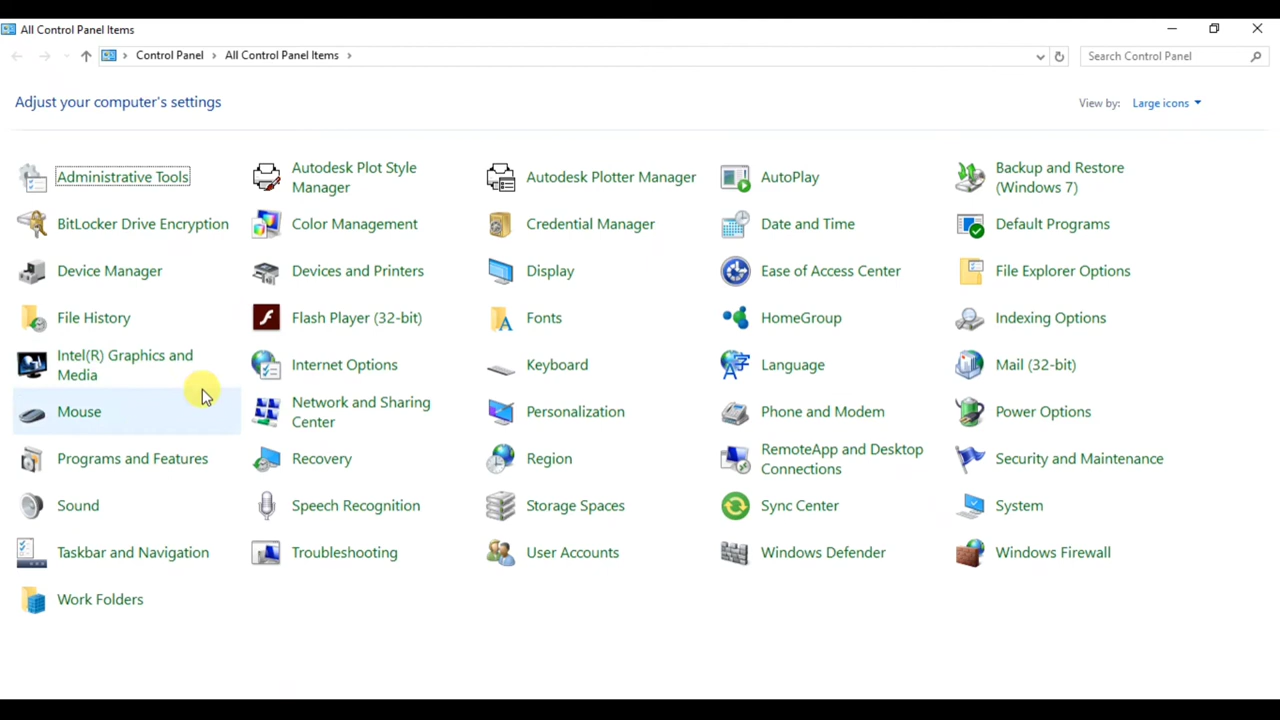 All Control Panel Items
Control Panel
All Control Panel Items
Search Control Panel
Adjust your computer's settings
View by:
Large icons
Administrative Tools
Autodesk Plot Style
Manager
Autodesk Plotter Manager
AutoPlay
Backup and Restore
(Windows 7)
BitLocker Drive Encryption
Color Management
Credential Manager
Date and Time
Default Programs
Device Manager
Devices and Printers
Display
Ease of Access Center
File Explorer Options
File History
Flash Player (32-bit)
Fonts
HomeGroup
Indexing Options
Intel(R) Graphics and
Media
Internet Options
Keyboard
Language
Mail (32-bit)
Mouse
Network and Sharing
Center
Personalization
Phone and Modem
Power Options
Programs and Features
Recovery
Region
RemoteApp and Desktop
Connections
Security and Maintenance
Sound
Speech Recognition
Storage Spaces
Sync Center
System
Taskbar and Navigation
Troubleshooting
User Accounts
Windows Defender
Windows Firewall
Work Folders